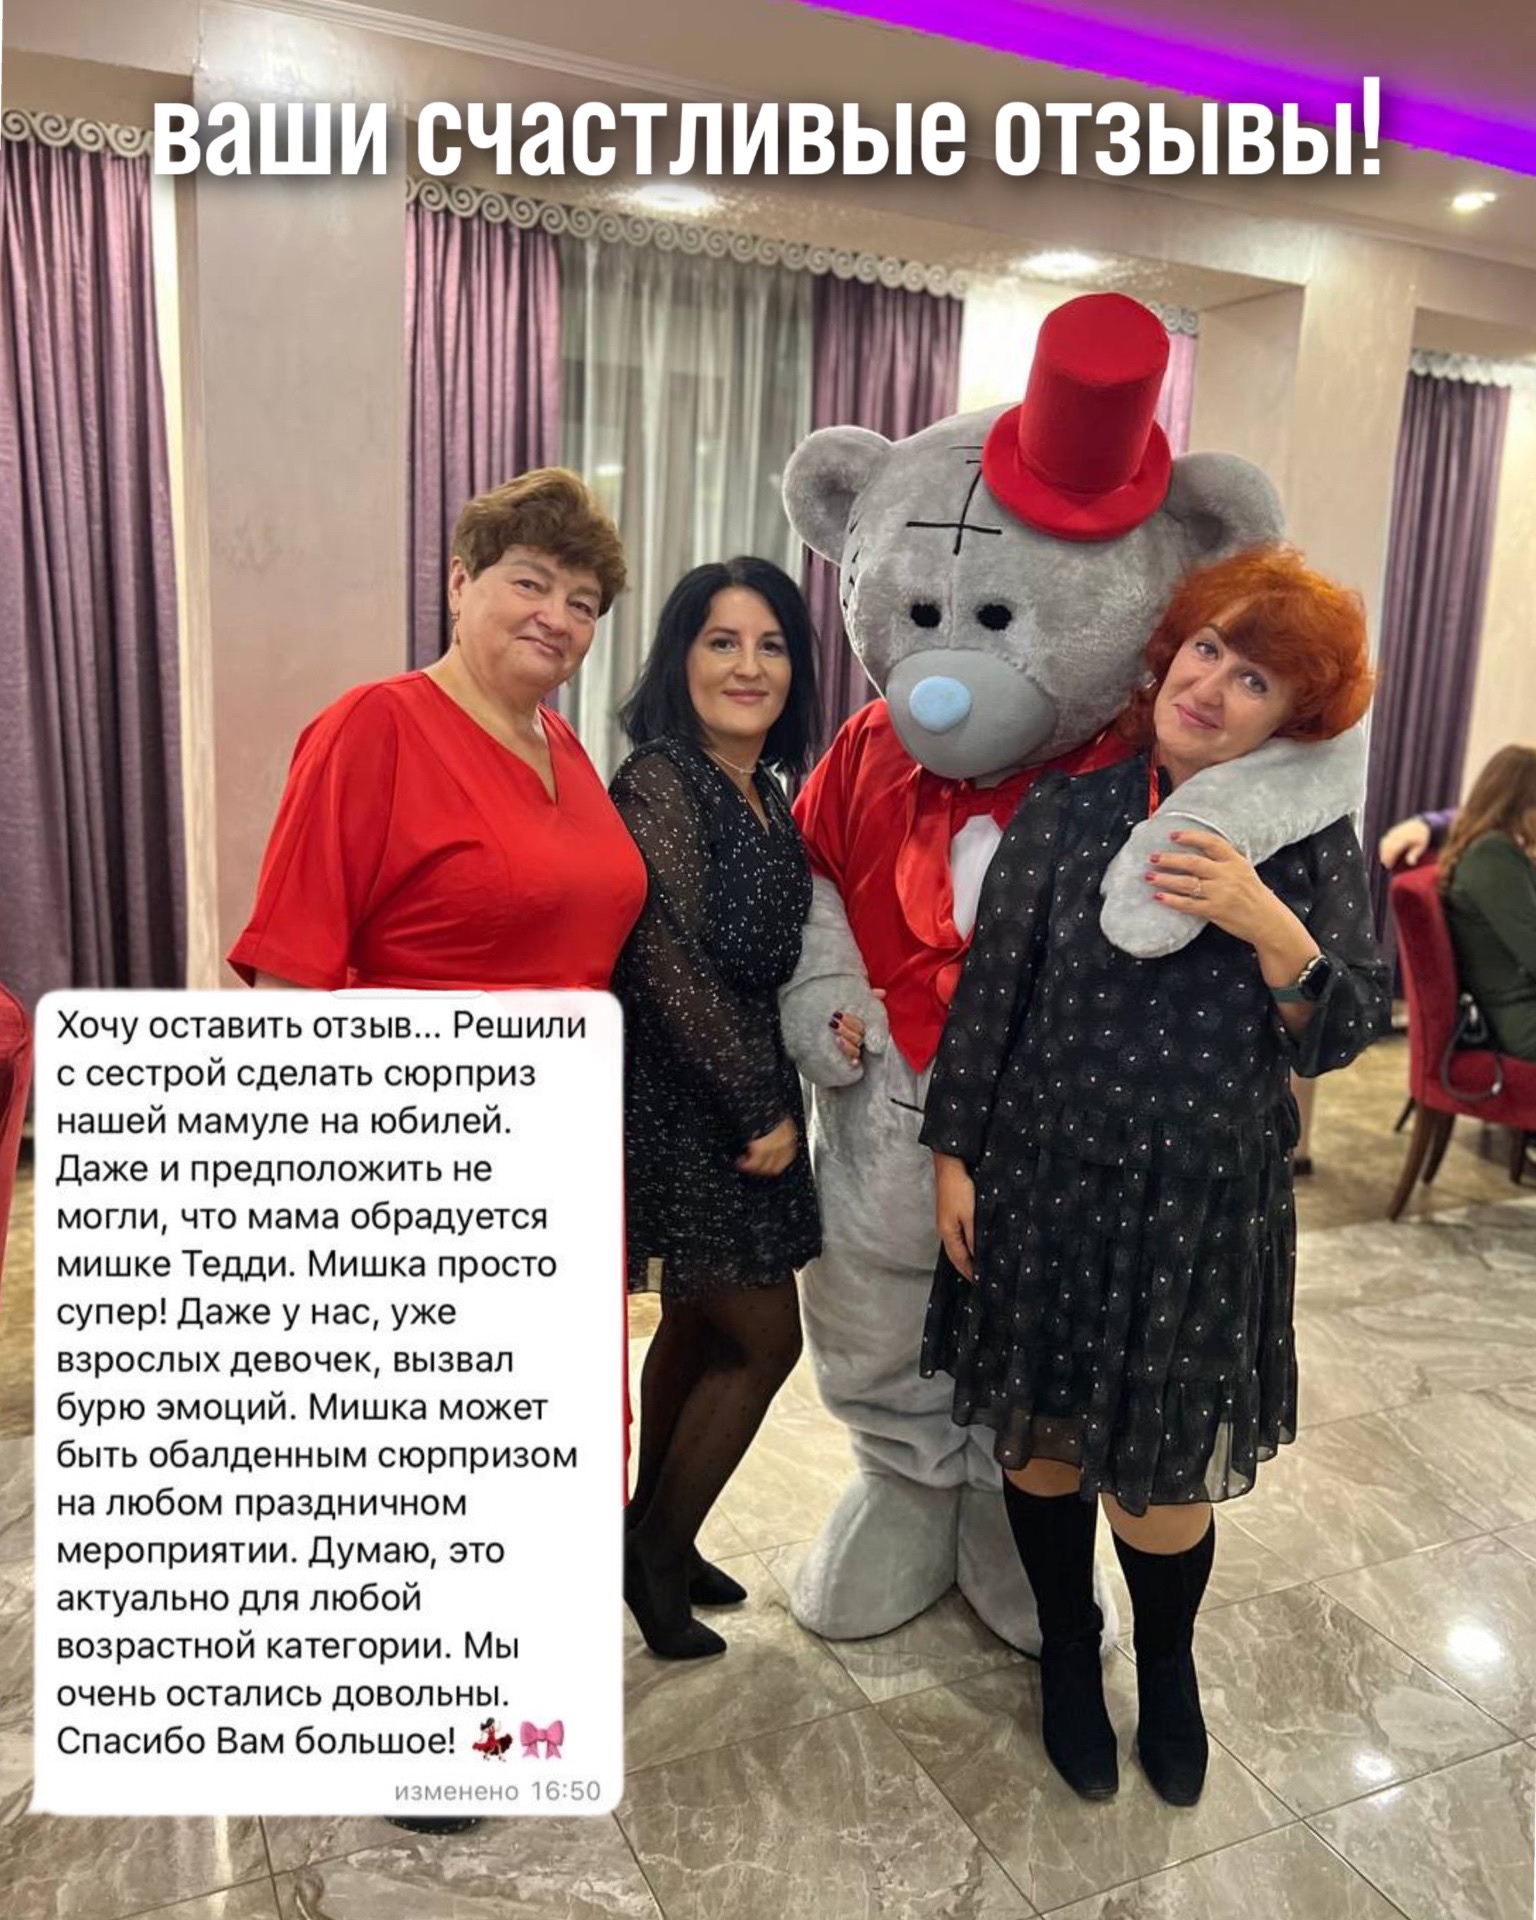 ваши счастливые отзывы!
Хочу оставить отзыв... Решили
с сестрой сделать сюрприз
нашей мамуле на юбилей.
Даже и предположить не
могли, что мама обрадуется
мишке Тедди. Мишка просто
супер! Даже у нас, уже
взрослых девочек, вызвал
бурю эмоций. Мишка может
быть обалденным сюрпризом
на любом праздничном
мероприятии. Думаю, это
актуально для любой
возрастной категории. Мы
очень остались довольны.
Спасибо Вам большое! 💃🏻🎀
изменено 16:50